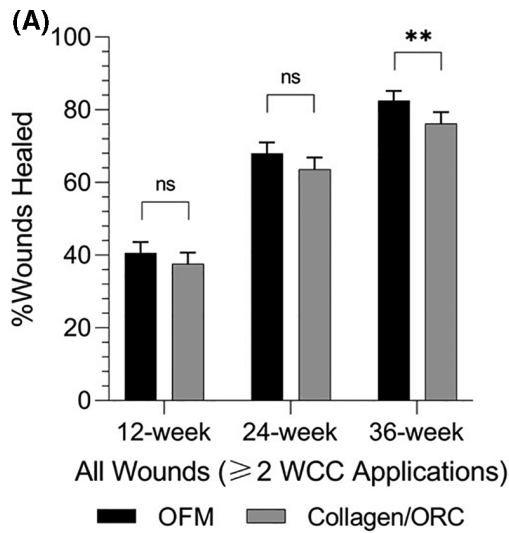 (A)
100
80
60
40
20
0
%Wounds Healed
ns
ns
**
12-week 24-week 36-week
All Wounds (⩾2 WCC Applications)
OFM Collagen/ORC